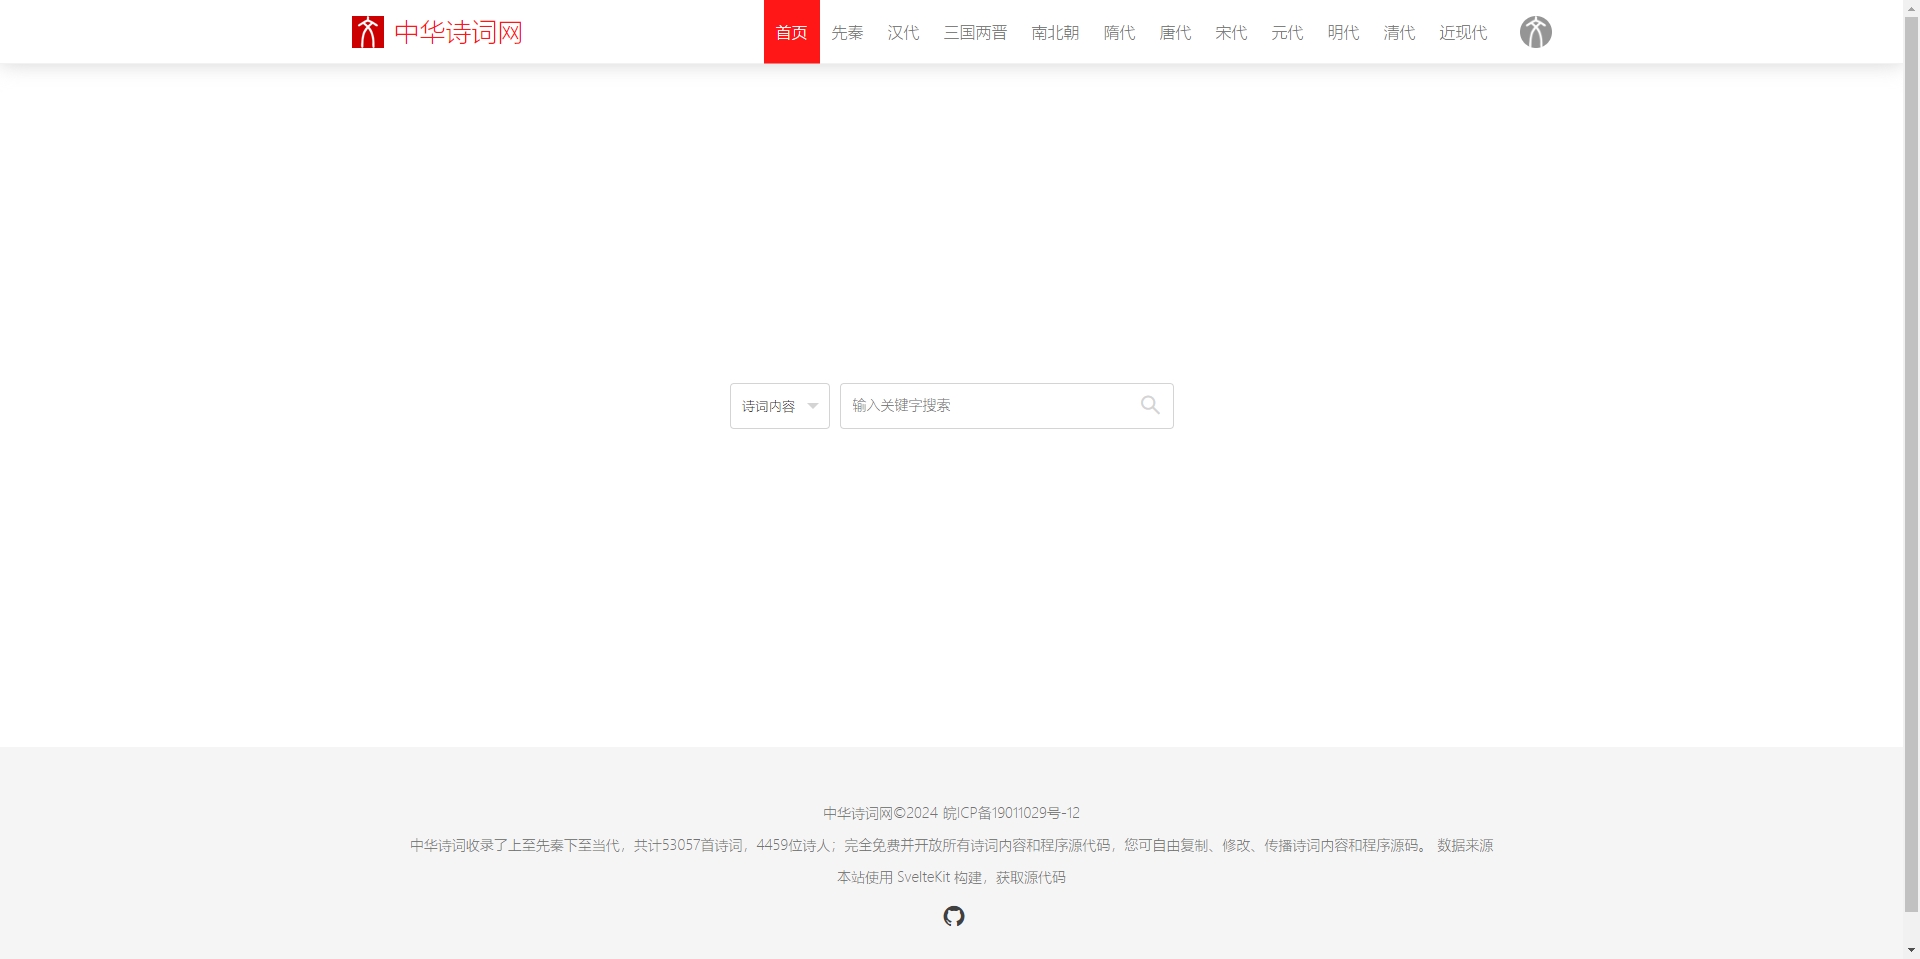 中华诗词网
首页 先秦 汉代 三国两晋 南北朝 隋代 唐代 宋代 元代 明代 清代 近现代
诗词内容 输入关键字搜索
中华诗词网©2024 皖ICP备19011029号-12
中华诗词收录了上至先秦下至当代，共计53057首诗词，4459位诗人；完全免费并开放所有诗词内容和程序源代码，您可自由复制、修改、传播诗词内容和程序源码。 数据来源
本站使用 SvelteKit 构建，获取源代码